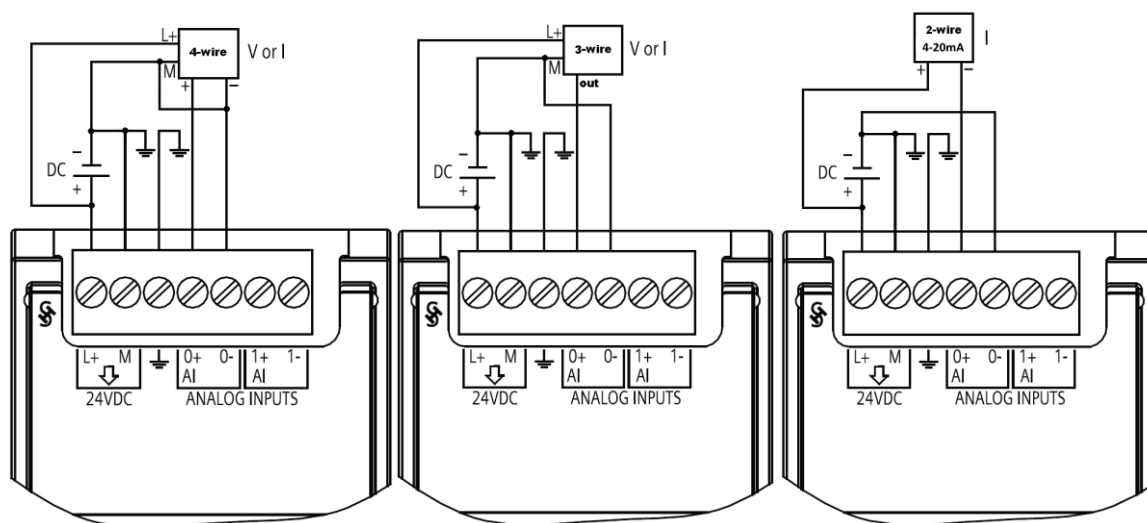 L+
4-wire
V or I
M
+
−
−
DC
+
L+ M ⏚ 0+ 0- 1+ 1-
AI AI
24VDC ANALOG INPUTS
L+
3-wire
V or I
M
out
−
DC
+
L+ M ⏚ 0+ 0- 1+ 1-
AI AI
24VDC ANALOG INPUTS
2-wire
4-20mA
I
+
−
−
DC
+
L+ M ⏚ 0+ 0- 1+ 1-
AI AI
24VDC ANALOG INPUTS